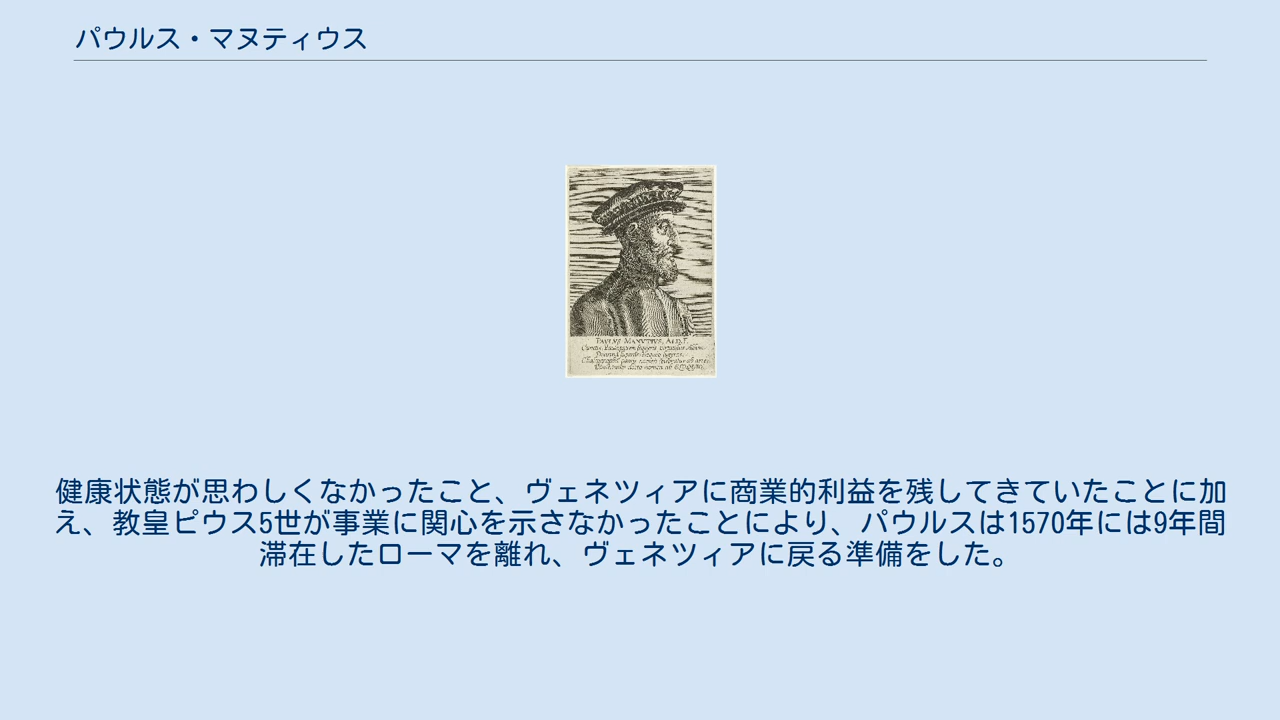 パウルス・マヌティウス
PAVLVS MANVTIVS, ALDI F.
健康状態が思わしくなかったこと、ヴェネツィアに商業的利益を残してきていたことに加
え、教皇ピウス5世が事業に関心を示さなかったことにより、パウルスは1570年には9年間
滞在したローマを離れ、ヴェネツィアに戻る準備をした。